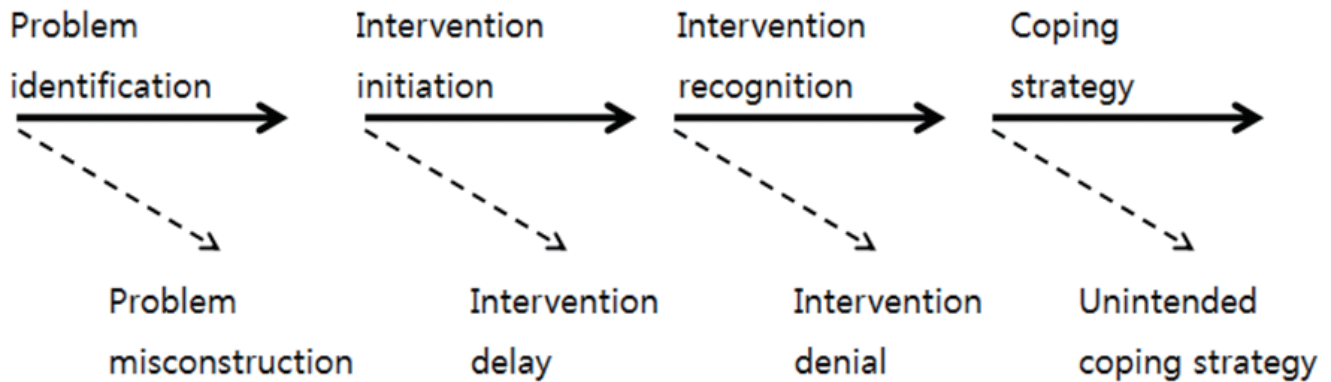 Problem
identification
Intervention
initiation
Intervention
recognition
Coping
strategy
Problem
misconstruction
Intervention
delay
Intervention
denial
Unintended
coping strategy